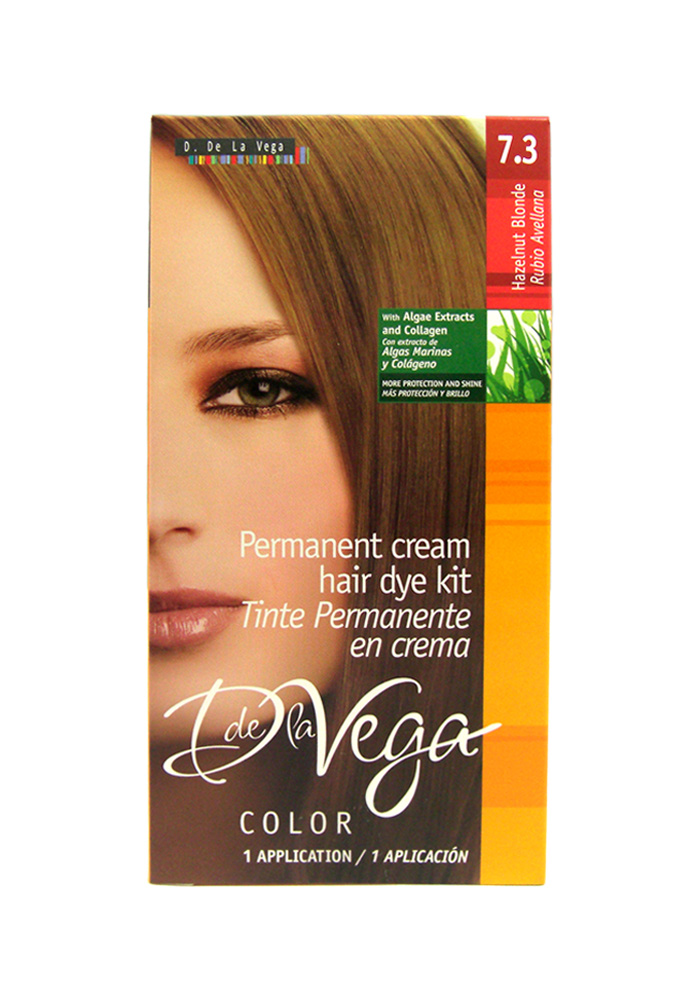 D. De La Vega
7.3
Hazelnut Blonde
Rubio Avellana
With Algae Extracts
and Collagen
Con extracto de
Algas Marinas
y Colágeno
MORE PROTECTION AND SHINE
MÁS PROTECCIÓN Y BRILLO
Permanent cream
hair dye kit
Tinte Permanente
en crema
D de la Vega
COLOR
1 APPLICATION / 1 APLICACIÓN